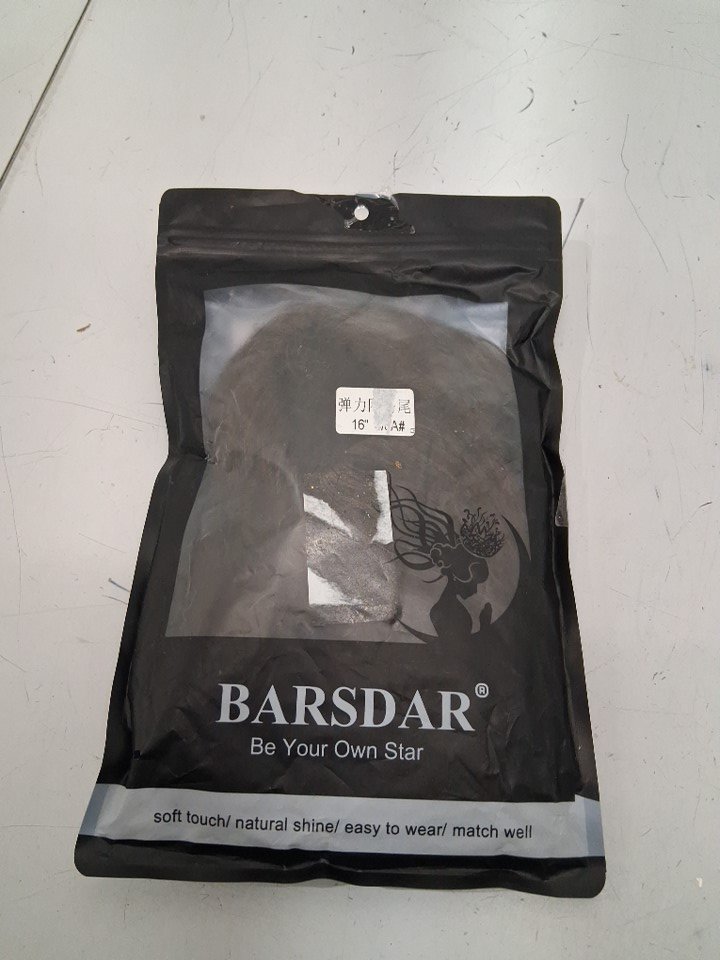 弹力尾
16" A#
BARSDAR®
Be Your Own Star
soft touch/ natural shine/ easy to wear/ match well